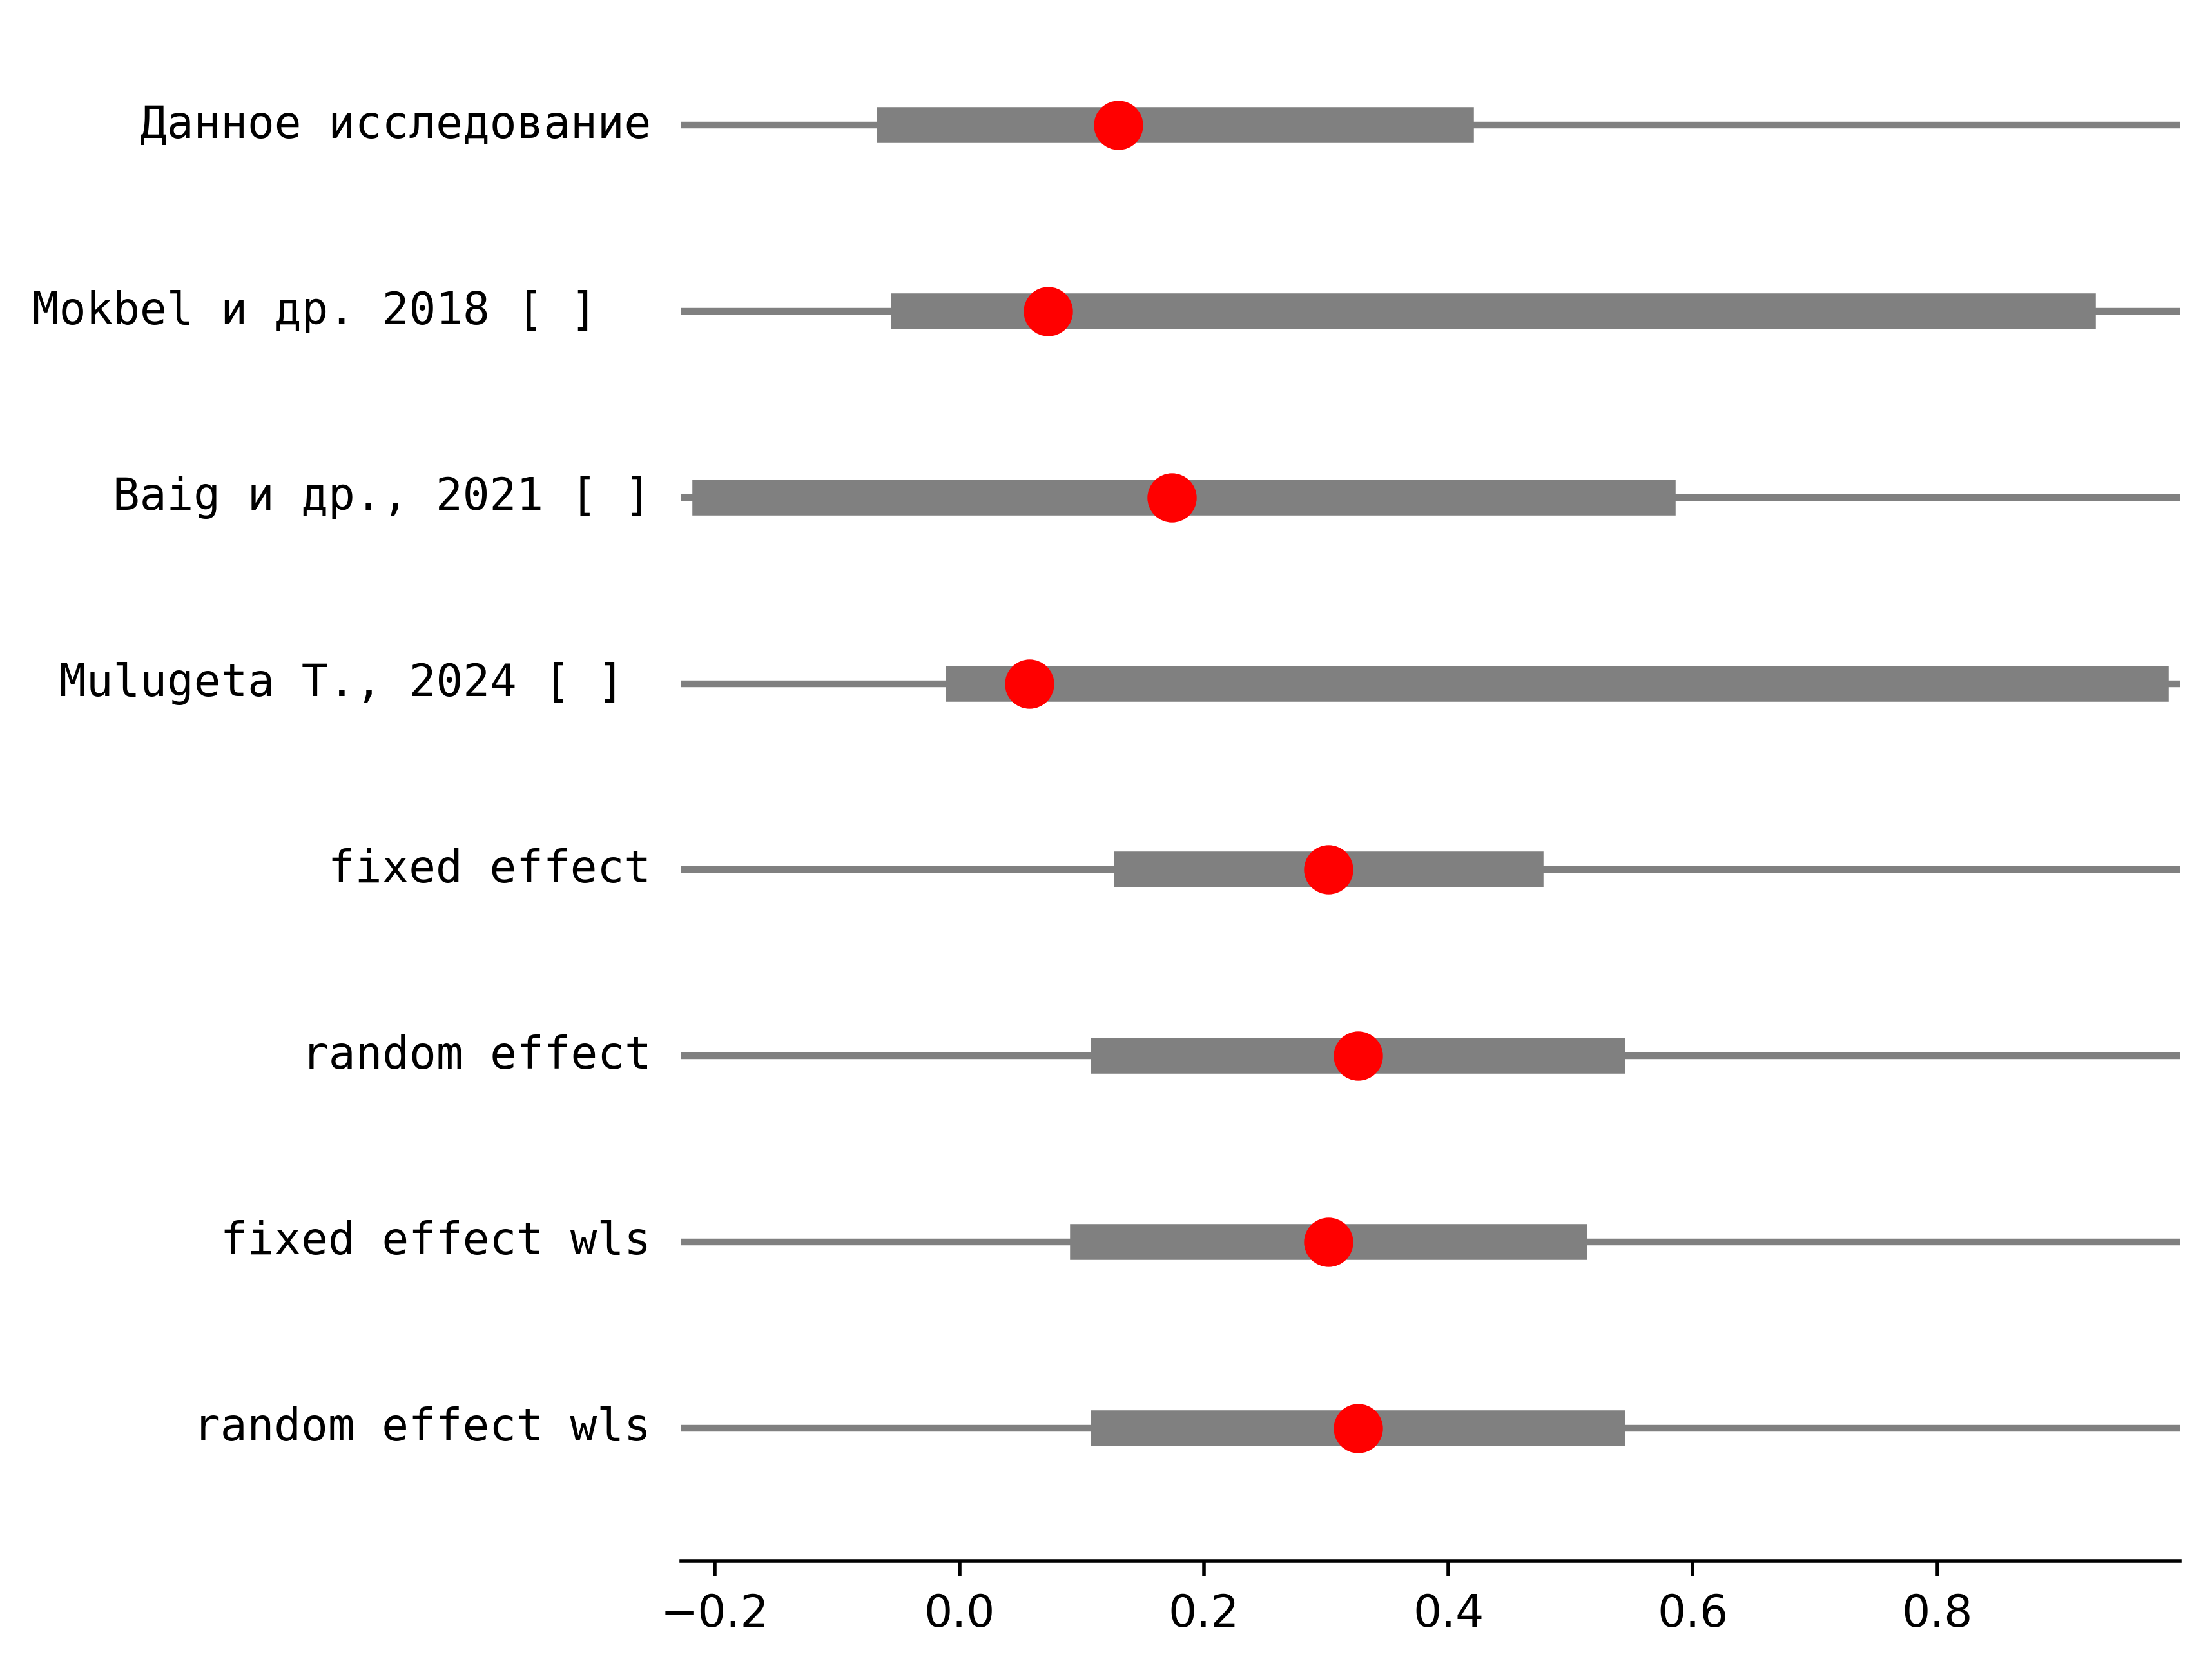 Данное исследование
Mokbel и др. 2018 [ ]
Baig и др., 2021 [ ]
Mulugeta T., 2024 [ ]
fixed effect
random effect
fixed effect wls
random effect wls
−0.2 0.0 0.2 0.4 0.6 0.8